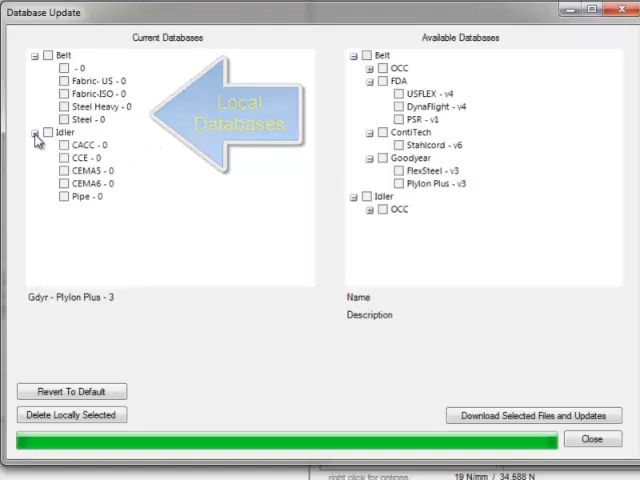 Database Update
Current Databases
Available Databases
Belt
- 0
Fabric- US - 0
Fabric-ISO - 0
Steel Heavy - 0
Steel - 0
Idler
CACC - 0
CCE - 0
CEMA5 - 0
CEMA6 - 0
Pipe - 0
Local
Databases
Belt
OCC
FDA
USFLEX - v4
DynaFlight - v4
PSR - v1
ContiTech
Stahlcord - v6
Goodyear
FlexSteel - v3
Plylon Plus - v3
Idler
OCC
Gdyr - Plylon Plus - 3
Name
Description
Revert To Default
Delete Locally Selected
Download Selected Files and Updates
Close
right click for options
19 N/mm / 34,588 N